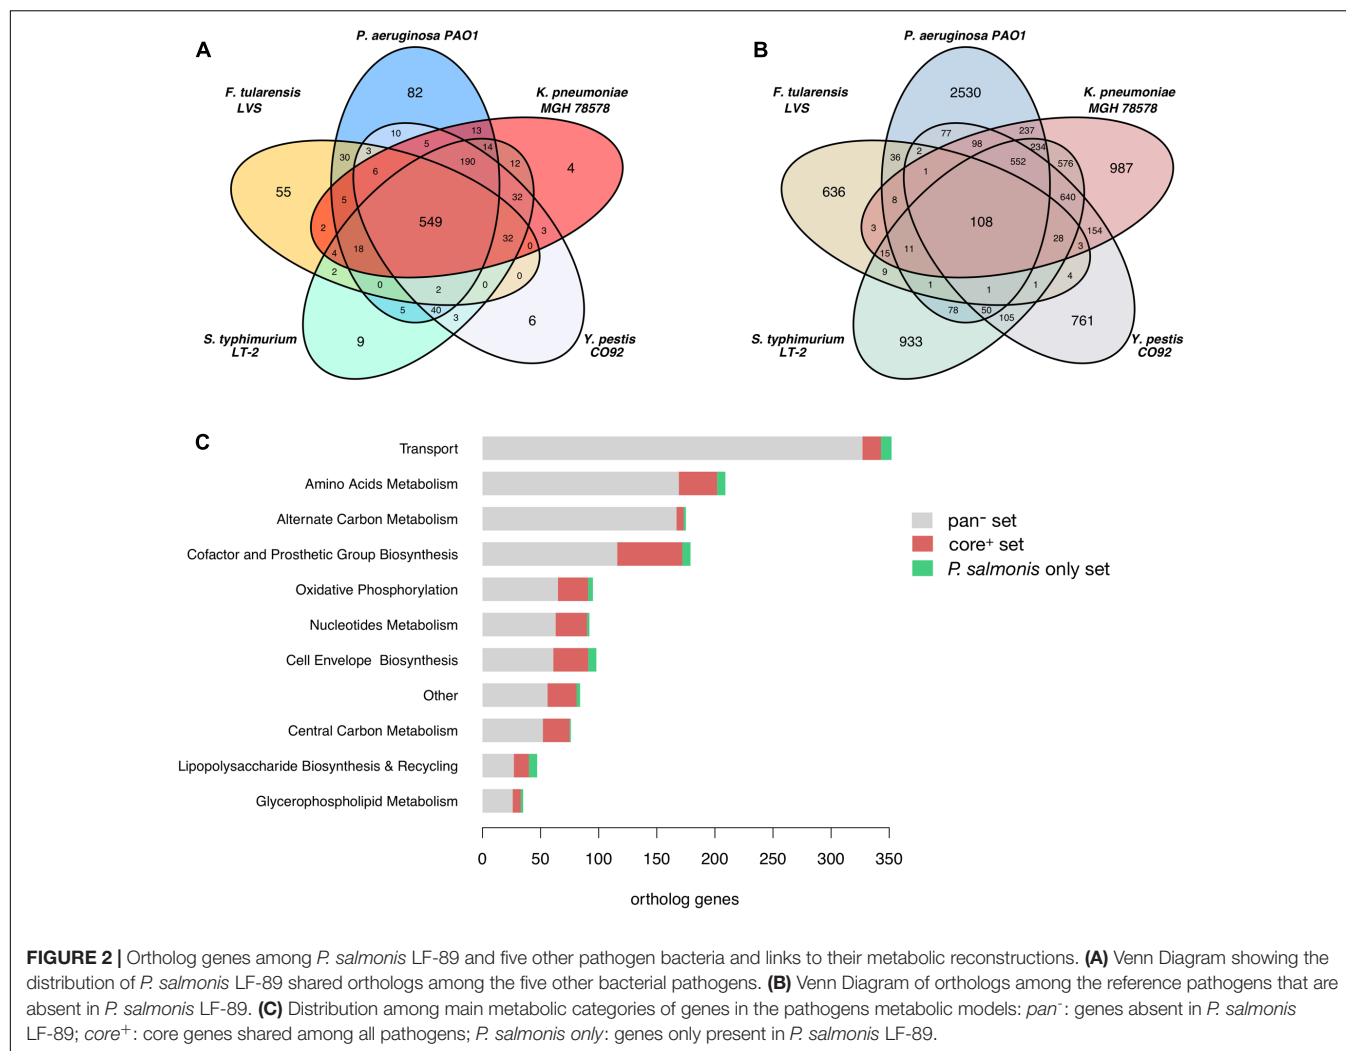 A
P. aeruginosa PAO1
F. tularensis
LVS
K. pneumoniae
MGH 78578
82
10
13
5
14
3
30
6
190
12
4
55
5
32
549
2
18
32
3
0
4
2
0
2
0
0
5
40
3
9
6
S. typhimurium
LT-2
Y. pestis
CO92
B
P. aeruginosa PAO1
F. tularensis
LVS
K. pneumoniae
MGH 78578
2530
77
237
98
234
2
36
1
552
576
987
636
8
640
108
3
11
28
154
3
15
9
1
1
1
4
78
50
105
933
761
S. typhimurium
LT-2
Y. pestis
CO92
C
Transport
Amino Acids Metabolism
Alternate Carbon Metabolism
Cofactor and Prosthetic Group Biosynthesis
Oxidative Phosphorylation
Nucleotides Metabolism
Cell Envelope Biosynthesis
Other
Central Carbon Metabolism
Lipopolysaccharide Biosynthesis & Recycling
Glycerophospholipid Metabolism
pan⁻ set
core⁺ set
P. salmonis only set
0 50 100 150 200 250 300 350
ortholog genes
FIGURE 2 | Ortholog genes among P. salmonis LF-89 and five other pathogen bacteria and links to their metabolic reconstructions. (A) Venn Diagram showing the
distribution of P. salmonis LF-89 shared orthologs among the five other bacterial pathogens. (B) Venn Diagram of orthologs among the reference pathogens that are
absent in P. salmonis LF-89. (C) Distribution among main metabolic categories of genes in the pathogens metabolic models: pan⁻: genes absent in P. salmonis
LF-89; core⁺: core genes shared among all pathogens; P. salmonis only: genes only present in P. salmonis LF-89.